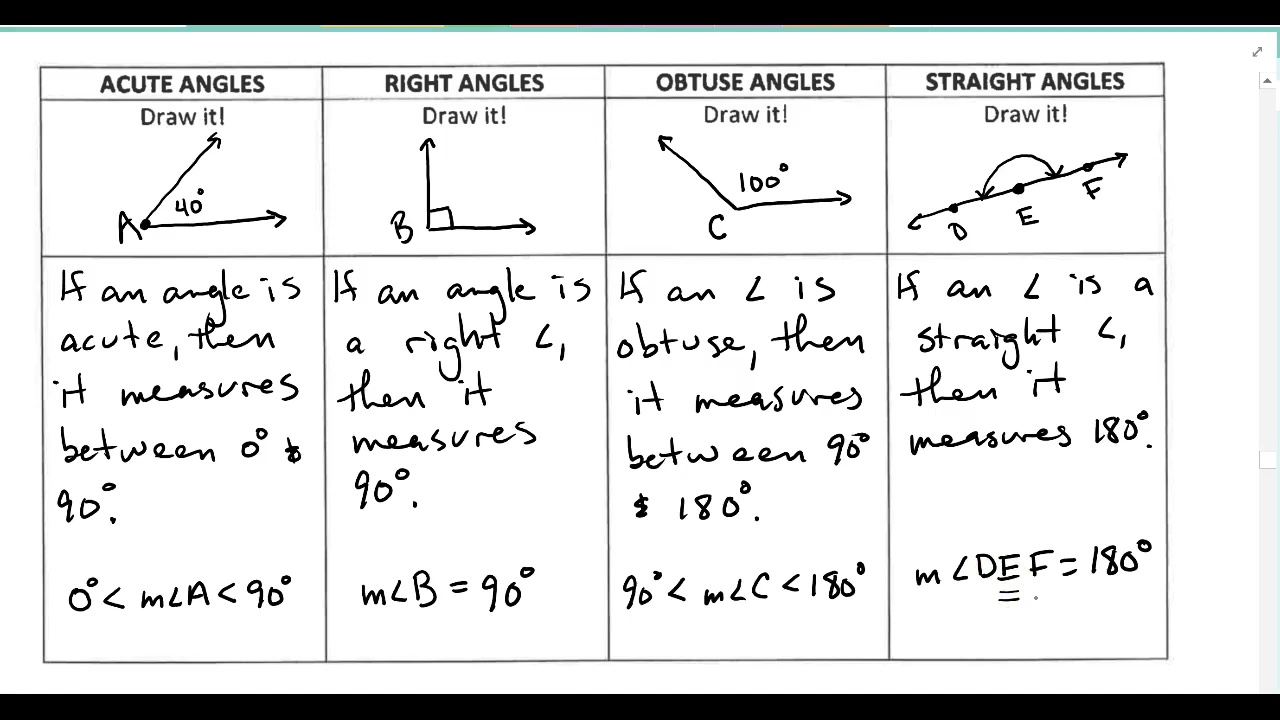 ACUTE ANGLES
Draw it!
40°
A
If an angle is
acute, then
it measures
between 0° &
90°.
0° < m∠A < 90°
RIGHT ANGLES
Draw it!
B
If an angle is
a right ∠,
then it
measures
90°.
m∠B = 90°
OBTUSE ANGLES
Draw it!
100°
C
If an ∠ is
obtuse, then
it measures
between 90°
& 180°.
90° < m∠C < 180°
STRAIGHT ANGLES
Draw it!
D E F
If an ∠ is a
straight ∠,
then it
measures 180°.
m∠DEF = 180°